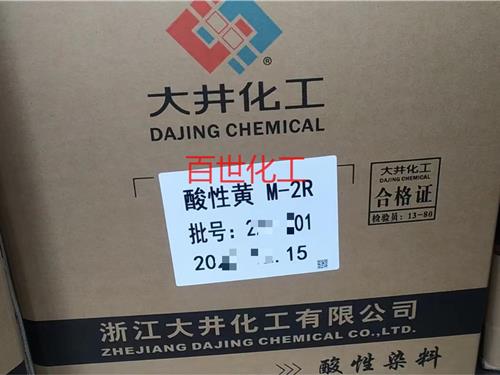 ®
大井化工
DAJING CHEMICAL
百世化工
酸性黄 M-2R
批号: 2 01
20 .15
大井化工
DAJING CHEMICAL
合格证
检验员: 13-80
浙江大井化工有限公司
ZHEJIANG DAJING CHEMICAL CO.,LTD.
>>> 酸性染料